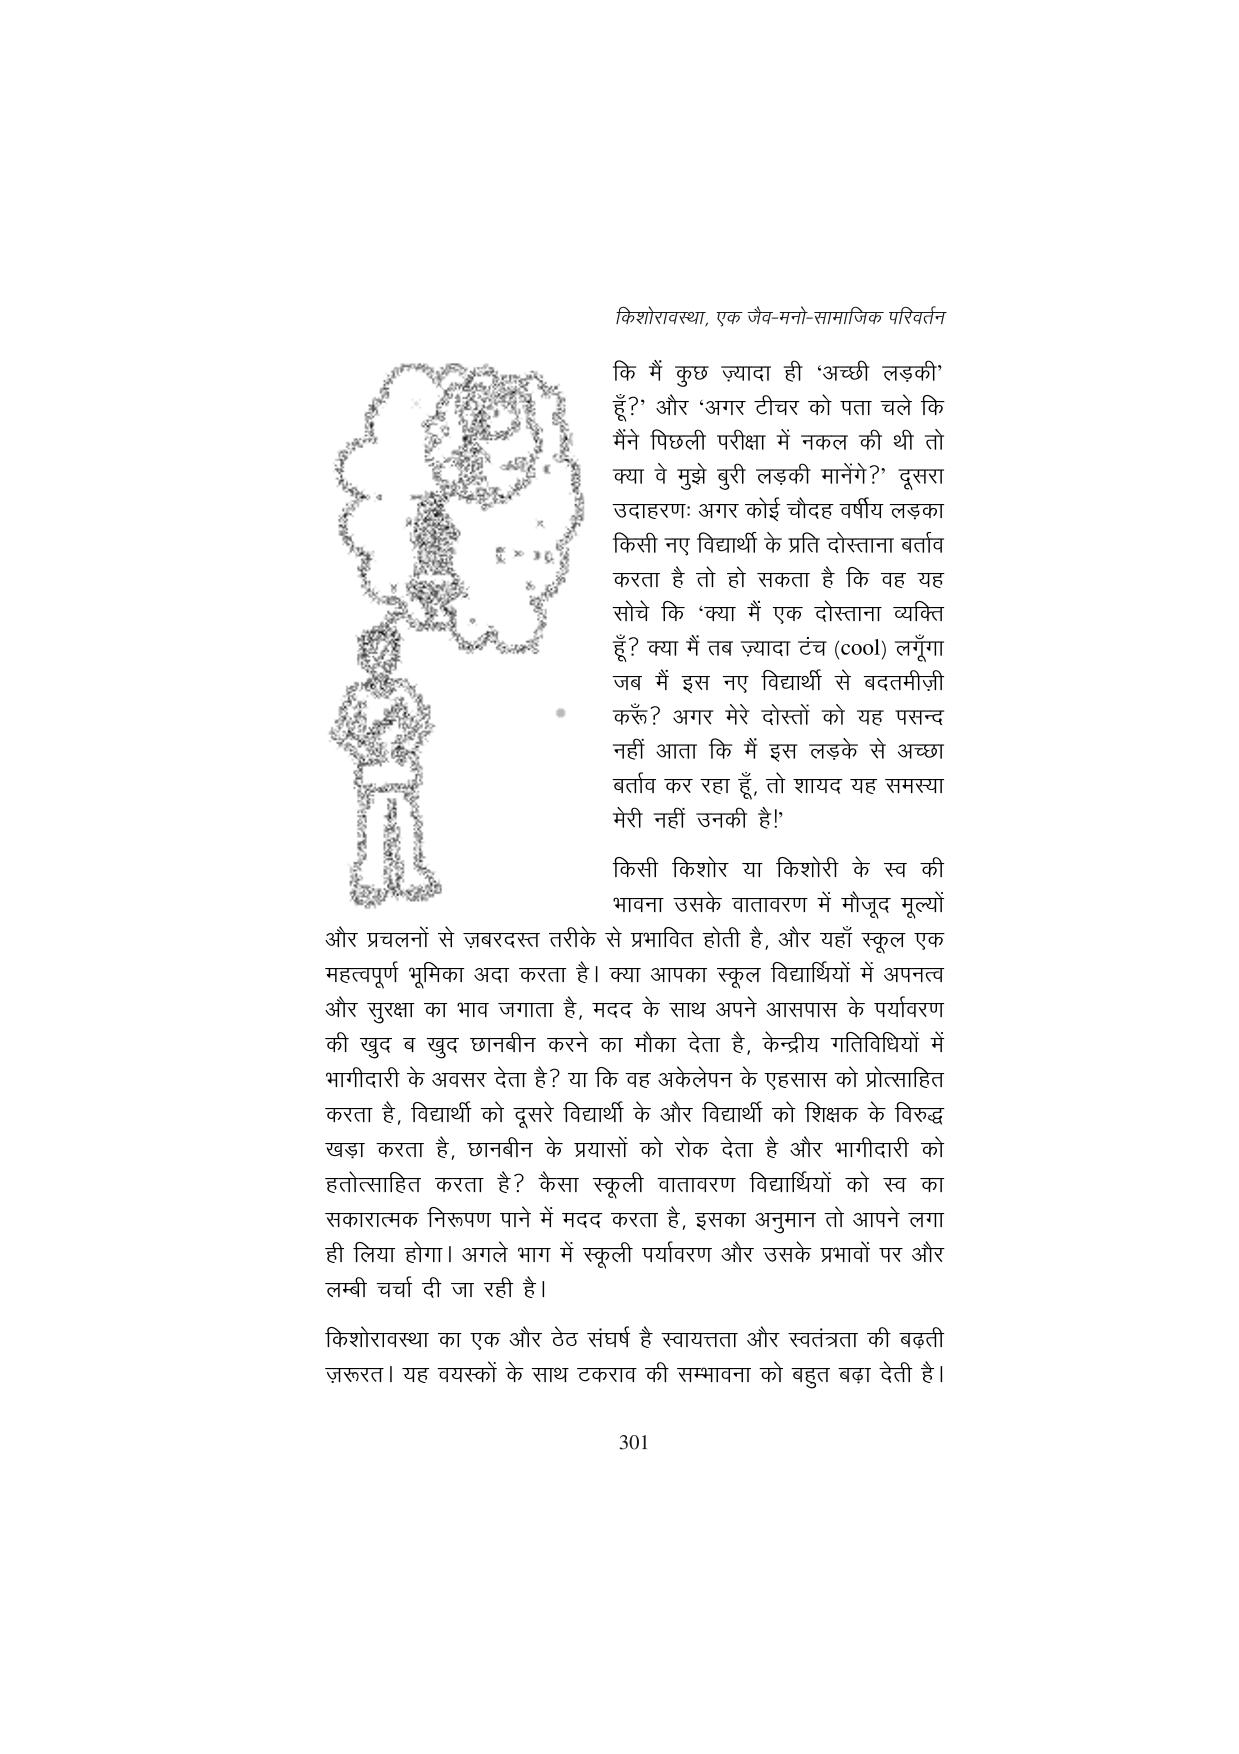 किशोरावस्था, एक जैव-मनो-सामाजिक परिवर्तन
कि मैं कुछ ज़्यादा ही ‘अच्छी लड़की’
हूँ?’ और ‘अगर टीचर को पता चले कि
मैंने पिछली परीक्षा में नकल की थी तो
क्या वे मुझे बुरी लड़की मानेंगे?’ दूसरा
उदाहरणः अगर कोई चौदह वर्षीय लड़का
किसी नए विद्यार्थी के प्रति दोस्ताना बर्ताव
करता है तो हो सकता है कि वह यह
सोचे कि ‘क्या मैं एक दोस्ताना व्यक्ति
हूँ? क्या मैं तब ज़्यादा टंच (cool) लगूँगा
जब मैं इस नए विद्यार्थी से बदतमीज़ी
करूँ? अगर मेरे दोस्तों को यह पसन्द
नहीं आता कि मैं इस लड़के से अच्छा
बर्ताव कर रहा हूँ, तो शायद यह समस्या
मेरी नहीं उनकी है!’
किसी किशोर या किशोरी के स्व की
भावना उसके वातावरण में मौजूद मूल्यों
और प्रचलनों से ज़बरदस्त तरीके से प्रभावित होती है, और यहाँ स्कूल एक
महत्वपूर्ण भूमिका अदा करता है। क्या आपका स्कूल विद्यार्थियों में अपनत्व
और सुरक्षा का भाव जगाता है, मदद के साथ अपने आसपास के पर्यावरण
की खुद ब खुद छानबीन करने का मौका देता है, केन्द्रीय गतिविधियों में
भागीदारी के अवसर देता है? या कि वह अकेलेपन के एहसास को प्रोत्साहित
करता है, विद्यार्थी को दूसरे विद्यार्थी के और विद्यार्थी को शिक्षक के विरुद्ध
खड़ा करता है, छानबीन के प्रयासों को रोक देता है और भागीदारी को
हतोत्साहित करता है? कैसा स्कूली वातावरण विद्यार्थियों को स्व का
सकारात्मक निरूपण पाने में मदद करता है, इसका अनुमान तो आपने लगा
ही लिया होगा। अगले भाग में स्कूली पर्यावरण और उसके प्रभावों पर और
लम्बी चर्चा दी जा रही है।
किशोरावस्था का एक और ठेठ संघर्ष है स्वायत्तता और स्वतंत्रता की बढ़ती
ज़रूरत। यह वयस्कों के साथ टकराव की सम्भावना को बहुत बढ़ा देती है।
301